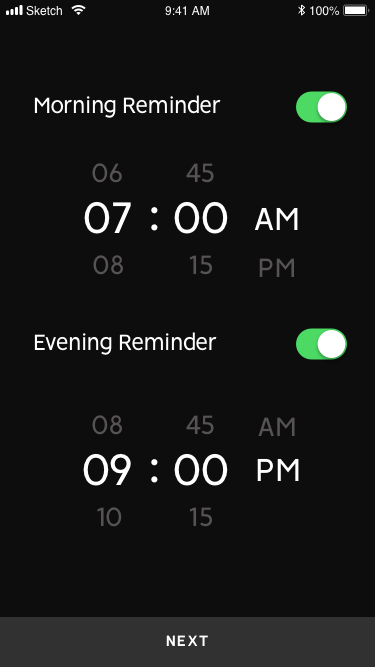 Sketch 9:41 AM 100%
Morning Reminder
06 45
07 : 00 AM
08 15 PM
Evening Reminder
08 45 AM
09 : 00 PM
10 15
NEXT